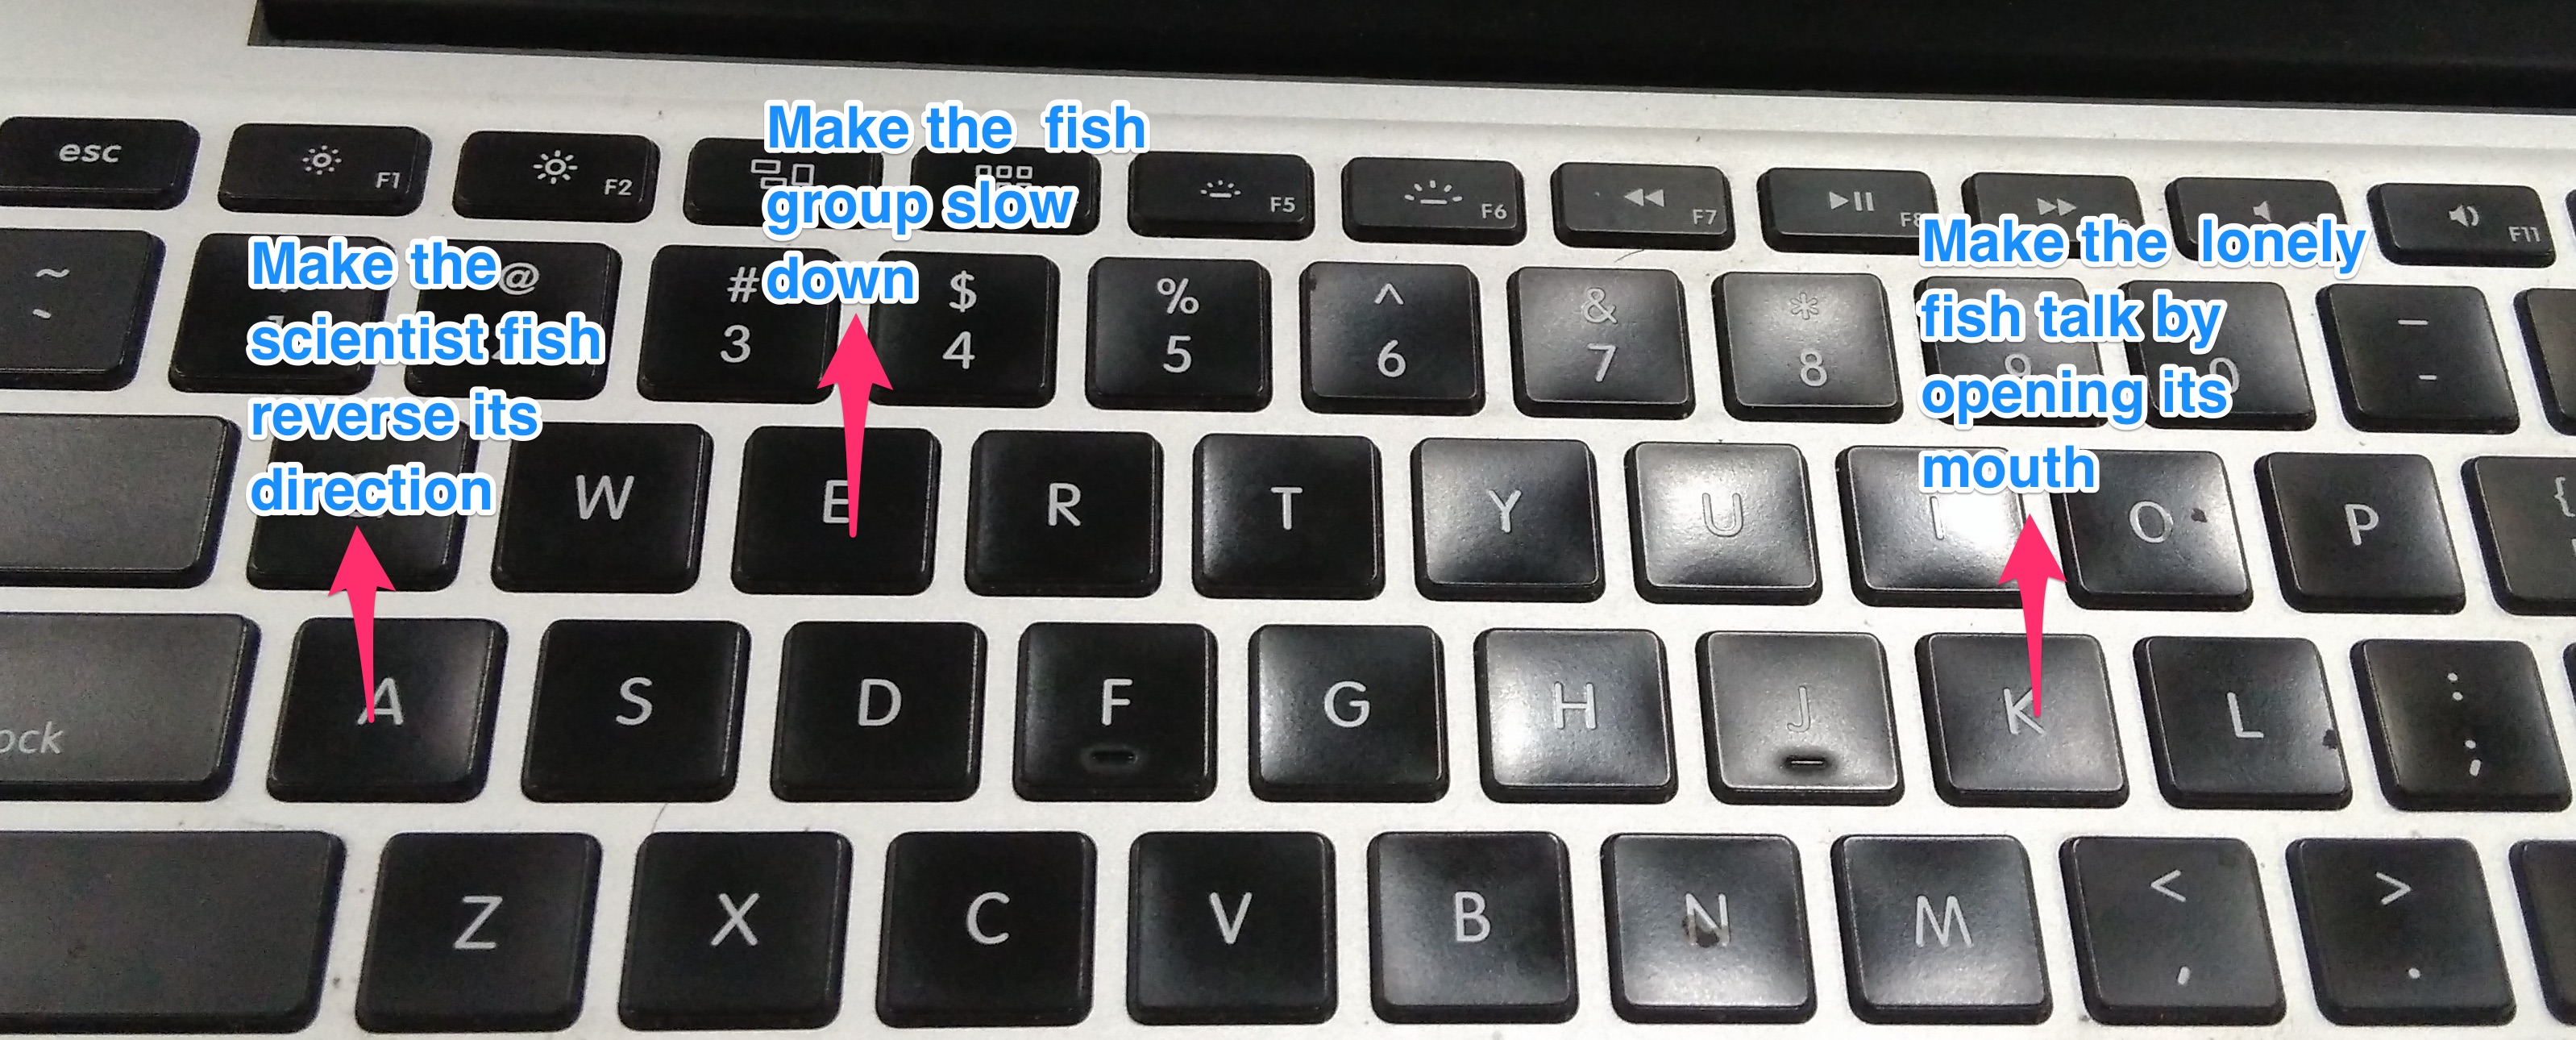 esc
F1
F2
F5
F6
F7
F8
F11
Make the fish
group slow
down
Make the
scientist fish
reverse its
direction
Make the lonely
fish talk by
opening its
mouth
~
@
# 3
$ 4
% 5
^ 6
& 7
* 8
9
0
_ -
W E R T Y U I O P {
ock
A S D F G H J K L : ;
Z X C V B N M < , > .